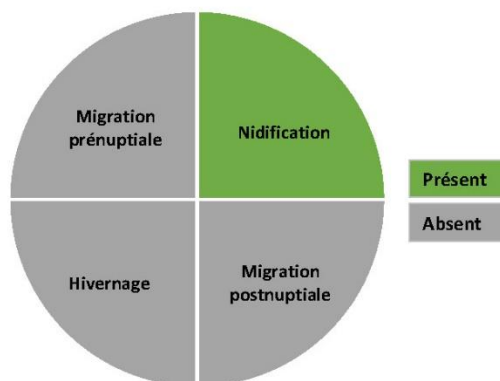 Migration
prénuptiale
Nidification
Présent
Absent
Hivernage
Migration
postnuptiale